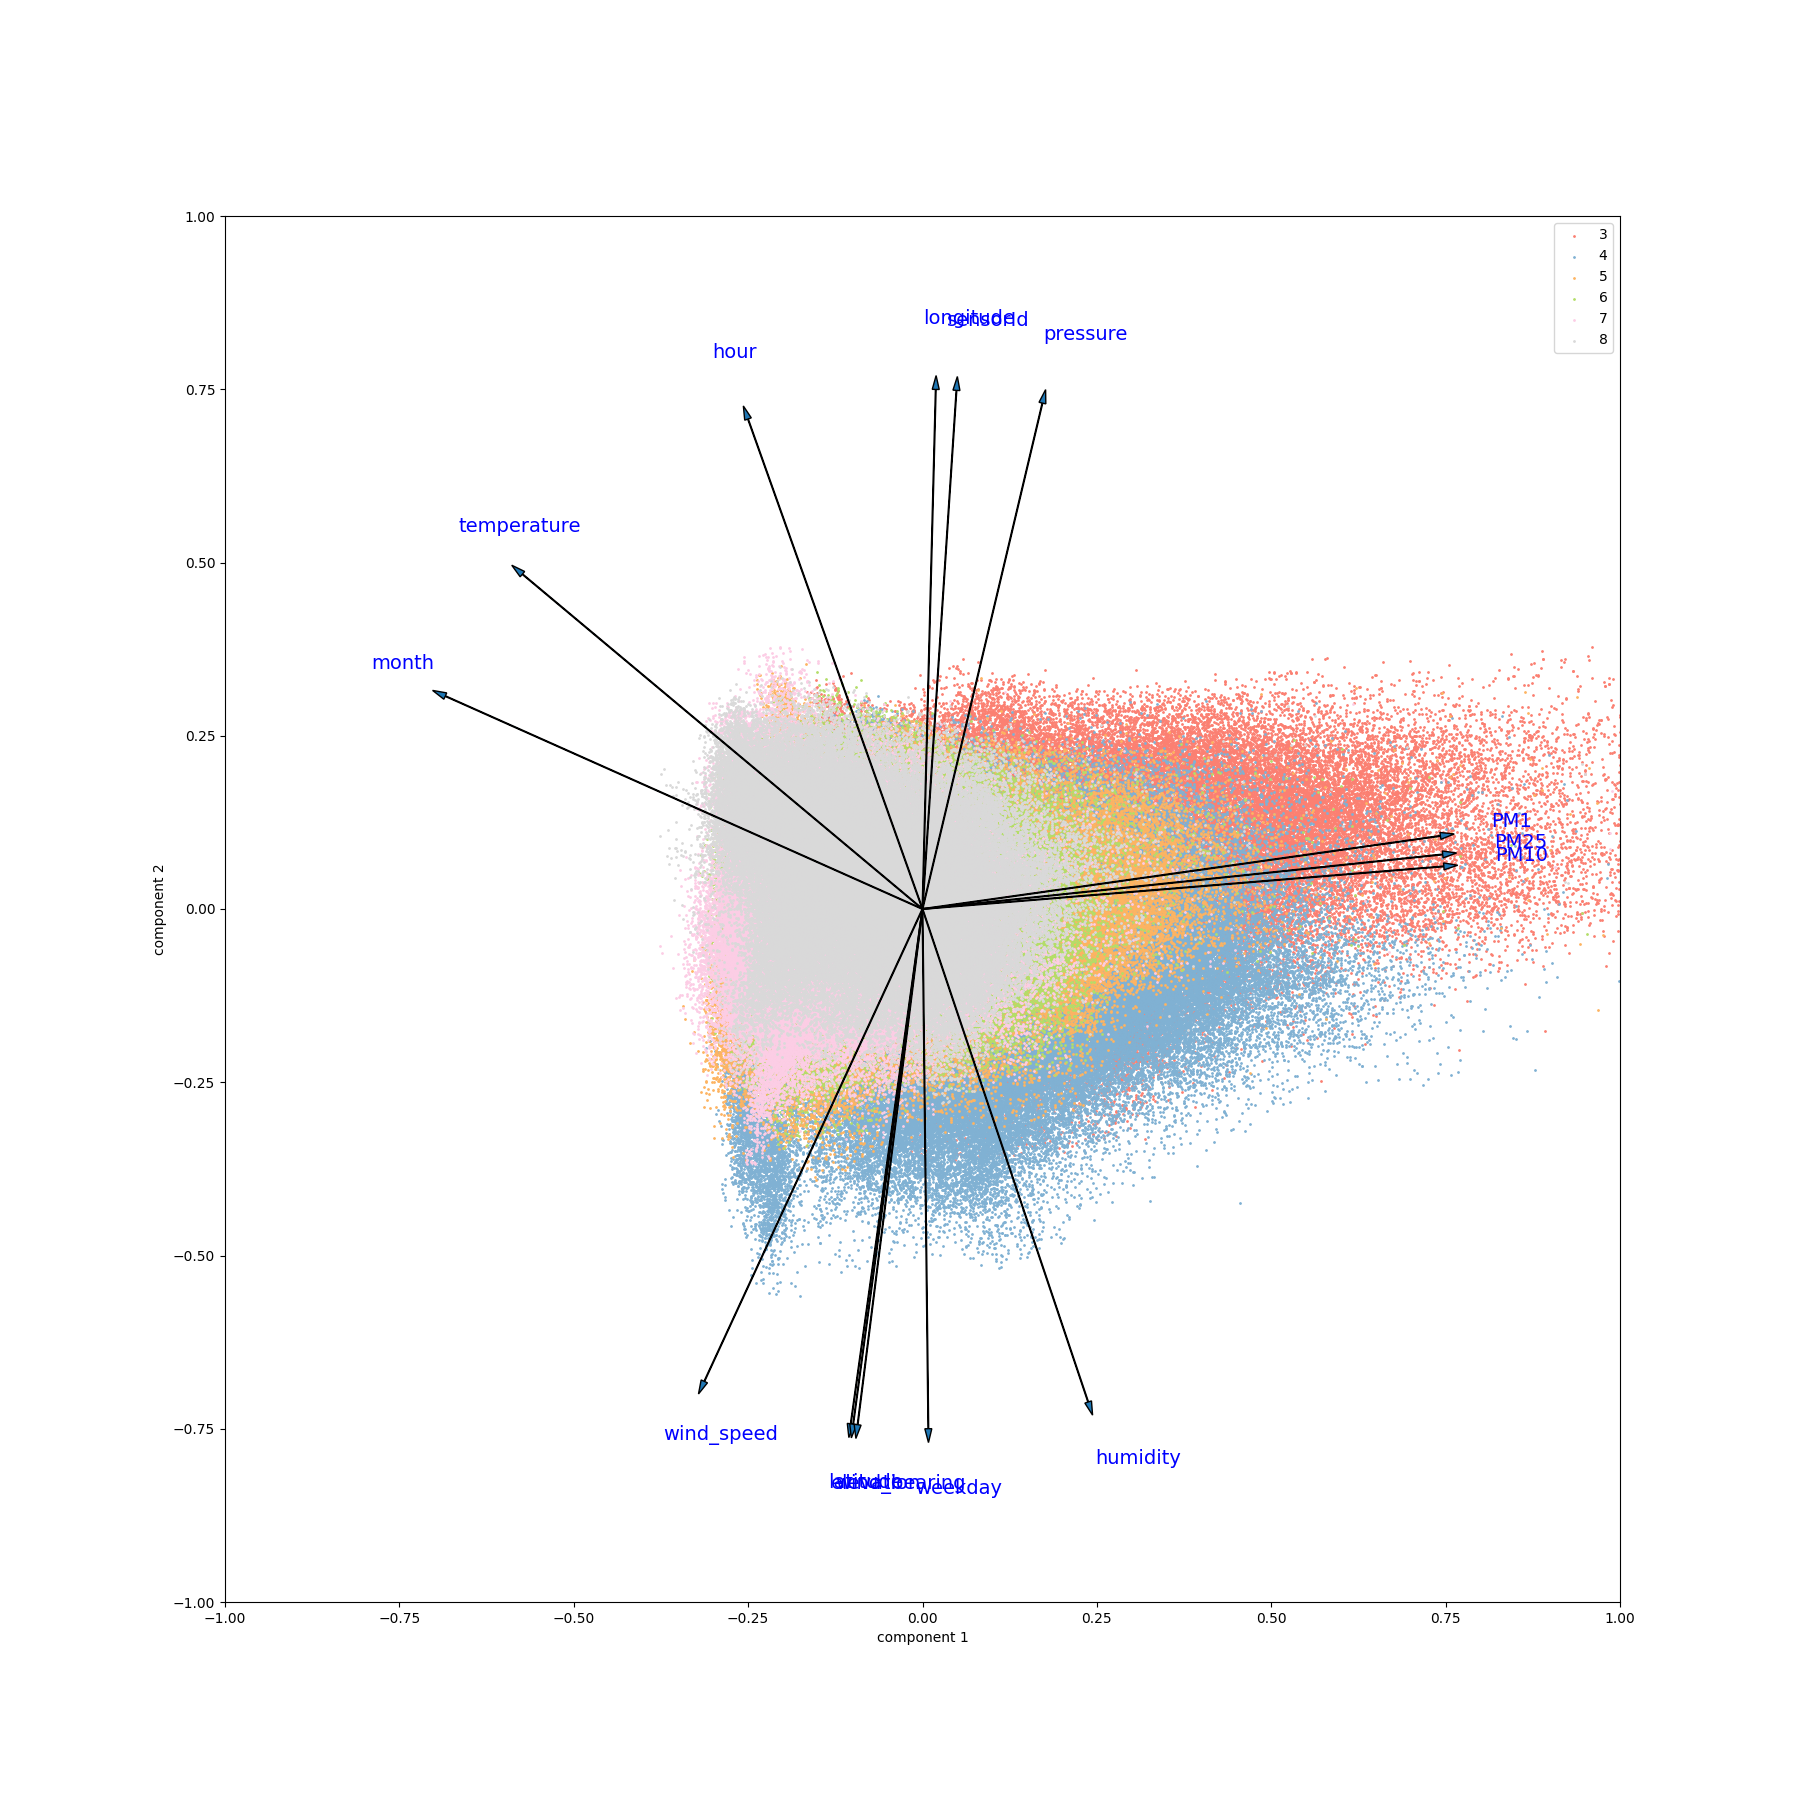 1.00
3
4
5
6
7
8
longitude
sensorId
pressure
hour
0.75
temperature
0.50
month
0.25
PM1
PM25
PM10
0.00
component 2
−0.25
−0.50
−0.75
wind_speed
humidity
weekday
−1.00
−1.00 −0.75 −0.50 −0.25 0.00 0.25 0.50 0.75 1.00
component 1